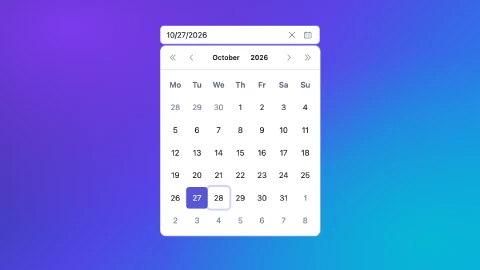 10/27/2026
October 2026
Mo Tu We Th Fr Sa Su
28 29 30 1 2 3 4
5 6 7 8 9 10 11
12 13 14 15 16 17 18
19 20 21 22 23 24 25
26 27 28 29 30 31 1
2 3 4 5 6 7 8